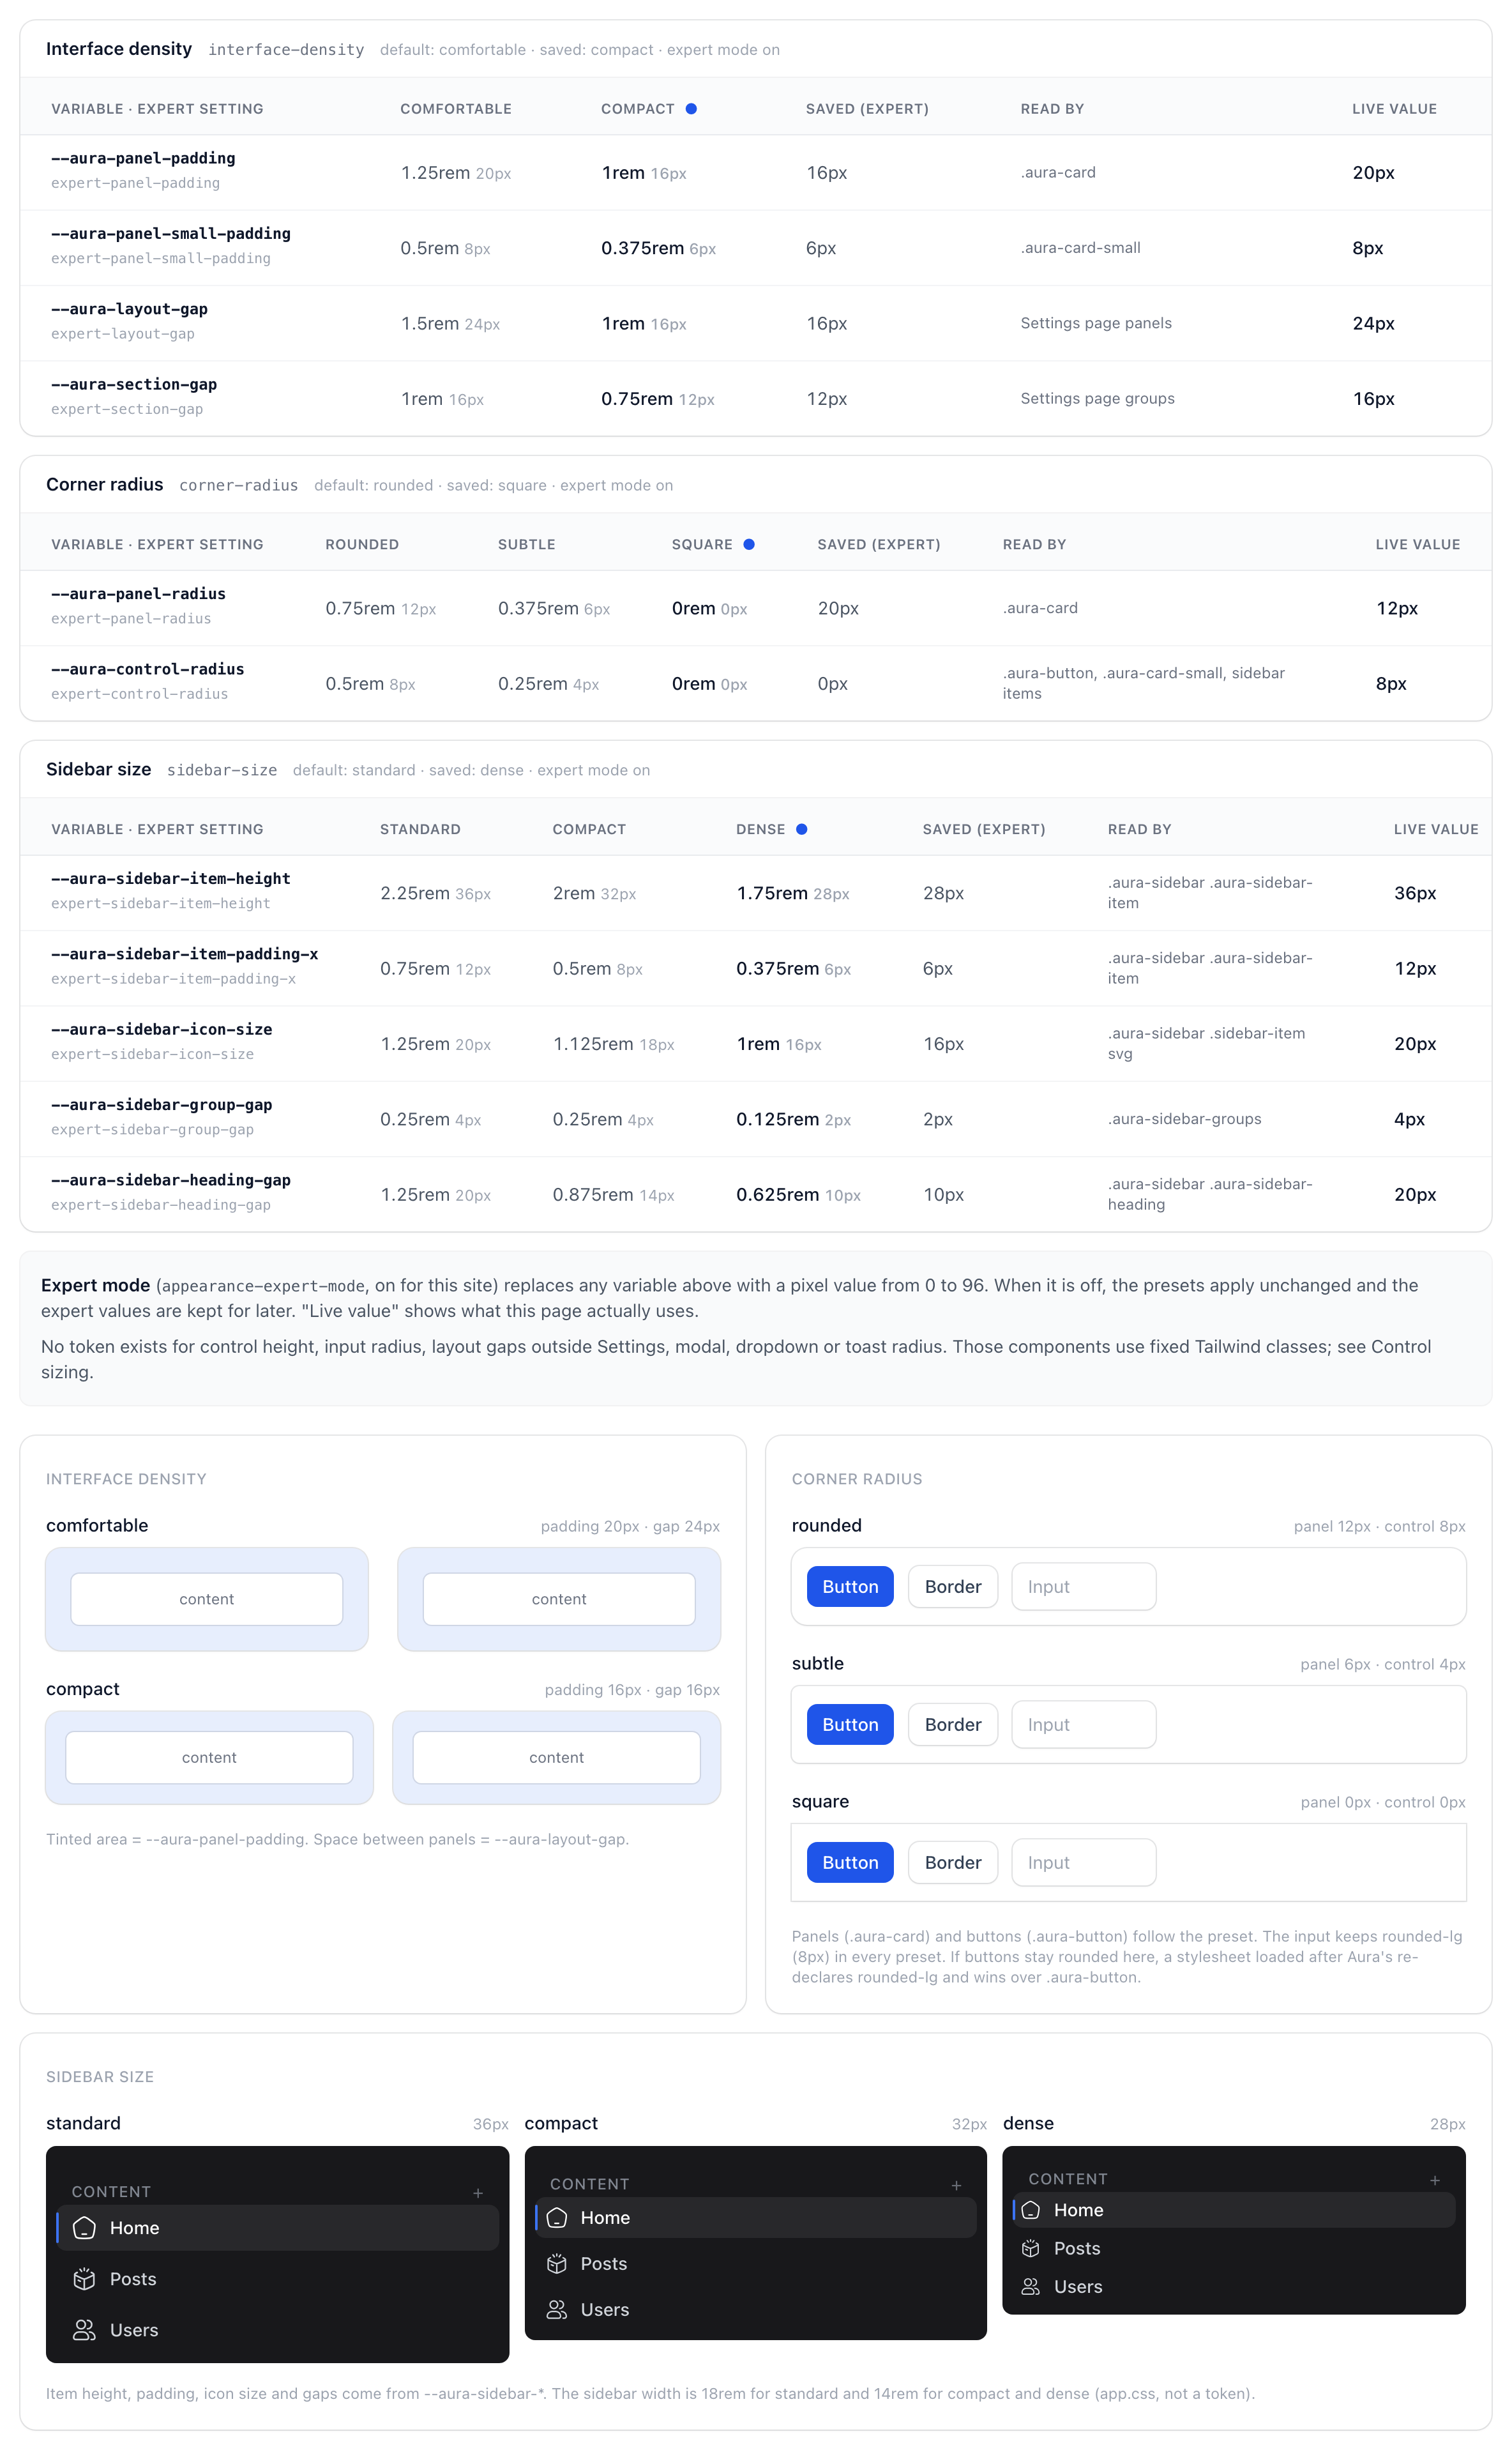 Interface density interface-density default: comfortable · saved: compact · expert mode on
VARIABLE · EXPERT SETTING COMFORTABLE COMPACT SAVED (EXPERT) READ BY LIVE VALUE
--aura-panel-padding
expert-panel-padding
1.25rem 20px 1rem 16px 16px .aura-card 20px
--aura-panel-small-padding
expert-panel-small-padding
0.5rem 8px 0.375rem 6px 6px .aura-card-small 8px
--aura-layout-gap
expert-layout-gap
1.5rem 24px 1rem 16px 16px Settings page panels 24px
--aura-section-gap
expert-section-gap
1rem 16px 0.75rem 12px 12px Settings page groups 16px
Corner radius corner-radius default: rounded · saved: square · expert mode on
VARIABLE · EXPERT SETTING ROUNDED SUBTLE SQUARE SAVED (EXPERT) READ BY LIVE VALUE
--aura-panel-radius
expert-panel-radius
0.75rem 12px 0.375rem 6px 0rem 0px 20px .aura-card 12px
--aura-control-radius
expert-control-radius
0.5rem 8px 0.25rem 4px 0rem 0px 0px .aura-button, .aura-card-small, sidebar
items
8px
Sidebar size sidebar-size default: standard · saved: dense · expert mode on
VARIABLE · EXPERT SETTING STANDARD COMPACT DENSE SAVED (EXPERT) READ BY LIVE VALUE
--aura-sidebar-item-height
expert-sidebar-item-height
2.25rem 36px 2rem 32px 1.75rem 28px 28px .aura-sidebar .aura-sidebar-
item
36px
--aura-sidebar-item-padding-x
expert-sidebar-item-padding-x
0.75rem 12px 0.5rem 8px 0.375rem 6px 6px .aura-sidebar .aura-sidebar-
item
12px
--aura-sidebar-icon-size
expert-sidebar-icon-size
1.25rem 20px 1.125rem 18px 1rem 16px 16px .aura-sidebar .sidebar-item
svg
20px
--aura-sidebar-group-gap
expert-sidebar-group-gap
0.25rem 4px 0.25rem 4px 0.125rem 2px 2px .aura-sidebar-groups 4px
--aura-sidebar-heading-gap
expert-sidebar-heading-gap
1.25rem 20px 0.875rem 14px 0.625rem 10px 10px .aura-sidebar .aura-sidebar-
heading
20px
Expert mode (appearance-expert-mode, on for this site) replaces any variable above with a pixel value from 0 to 96. When it is off, the presets apply unchanged and the
expert values are kept for later. "Live value" shows what this page actually uses.
No token exists for control height, input radius, layout gaps outside Settings, modal, dropdown or toast radius. Those components use fixed Tailwind classes; see Control
sizing.
INTERFACE DENSITY
comfortable padding 20px · gap 24px
content content
compact padding 16px · gap 16px
content content
Tinted area = --aura-panel-padding. Space between panels = --aura-layout-gap.
CORNER RADIUS
rounded panel 12px · control 8px
Button Border Input
subtle panel 6px · control 4px
Button Border Input
square panel 0px · control 0px
Button Border Input
Panels (.aura-card) and buttons (.aura-button) follow the preset. The input keeps rounded-lg
(8px) in every preset. If buttons stay rounded here, a stylesheet loaded after Aura's re-
declares rounded-lg and wins over .aura-button.
SIDEBAR SIZE
standard 36px
CONTENT +
Home
Posts
Users
compact 32px
CONTENT +
Home
Posts
Users
dense 28px
CONTENT +
Home
Posts
Users
Item height, padding, icon size and gaps come from --aura-sidebar-*. The sidebar width is 18rem for standard and 14rem for compact and dense (app.css, not a token).